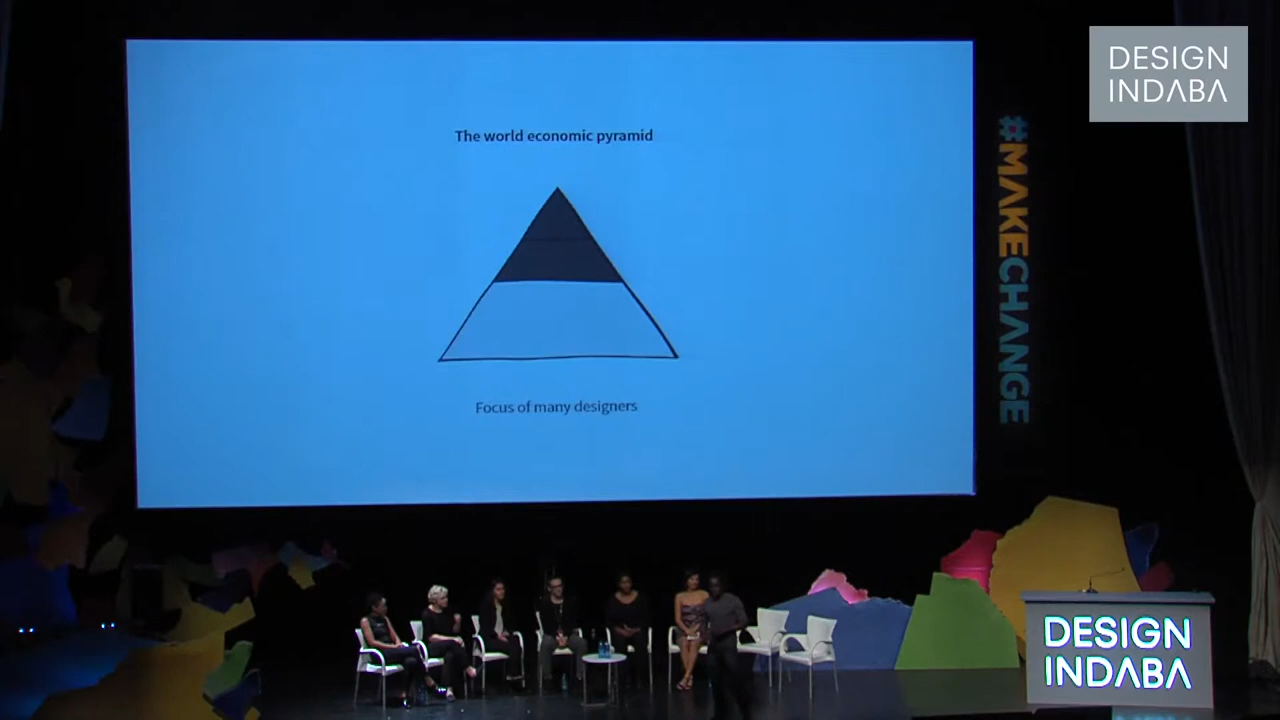 The world economic pyramid
Focus of many designers
DESIGN
INDABA
#MAKECHANGE
DESIGN
INDABA